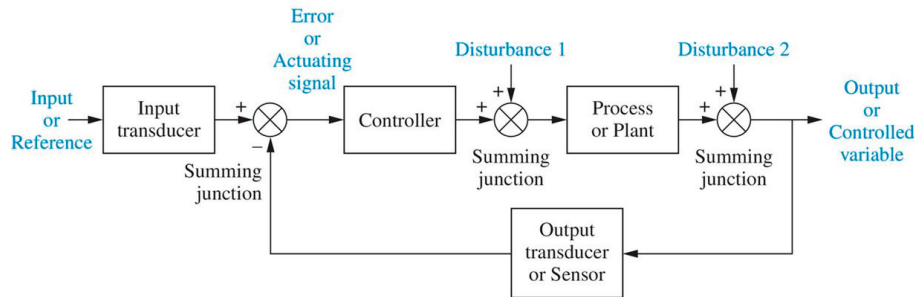 Error
or
Actuating
signal
Disturbance 1
Disturbance 2
Input
or
Reference
Input
transducer
+
−
Controller
+
+
Process
or Plant
+
+
Output
or
Controlled
variable
Summing
junction
Summing
junction
Summing
junction
Output
transducer
or Sensor